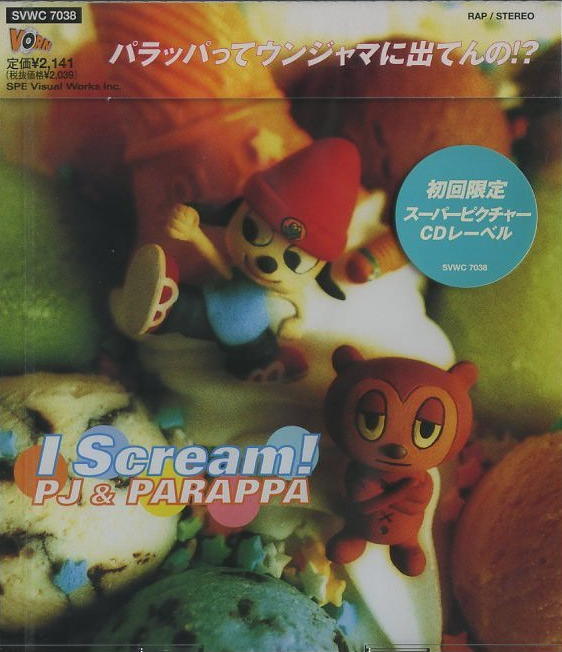 SVWC 7038
RAP / STEREO
VORN
定価¥2,141
(税抜価格¥2,039)
SPE Visual Works Inc.
パラッパってウンジャマに出てんの!?
初回限定
スーパーピクチャー
CDレーベル
SVWC 7038
I Scream!
PJ & PARAPPA